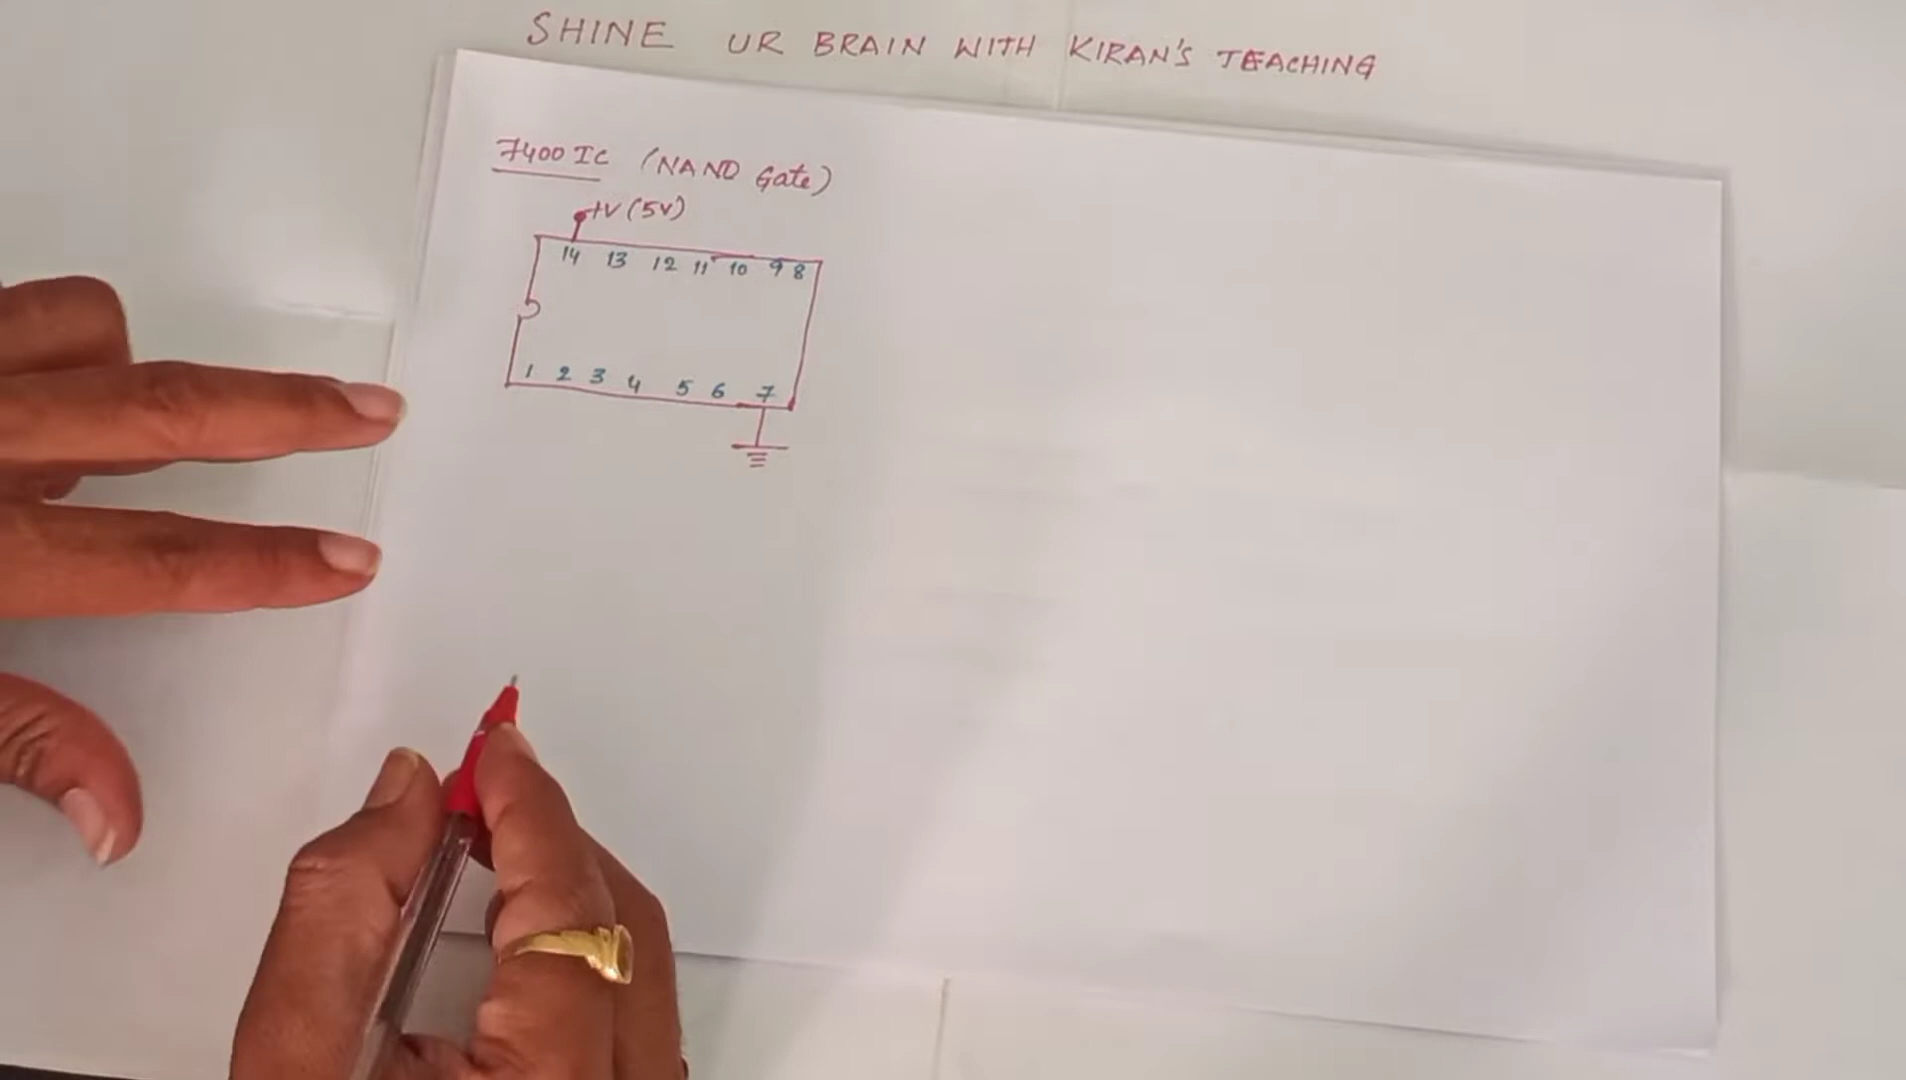 SHINE UR BRAIN WITH KIRAN'S TEACHING
7400 IC (NAND Gate)
+V (5V)
14 13 12 11 10 9 8
1 2 3 4 5 6 7